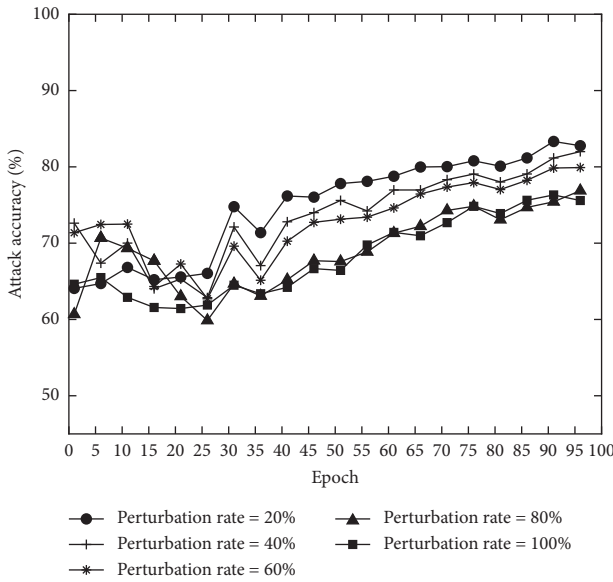 100
90
80
70
60
50
Attack accuracy (%)
0 5 10 15 20 25 30 35 40 45 50 55 60 65 70 75 80 85 90 95 100
Epoch
Perturbation rate = 20%
Perturbation rate = 40%
Perturbation rate = 60%
Perturbation rate = 80%
Perturbation rate = 100%